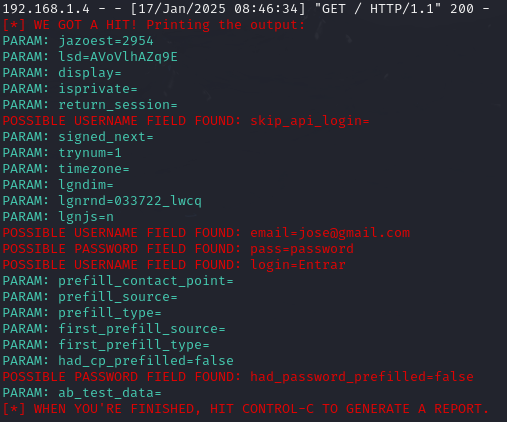 192.168.1.4 - - [17/Jan/2025 08:46:34] "GET / HTTP/1.1" 200 -
[*] WE GOT A HIT! Printing the output:
PARAM: jazoest=2954
PARAM: lsd=AVoVlhAZq9E
PARAM: display=
PARAM: isprivate=
PARAM: return_session=
POSSIBLE USERNAME FIELD FOUND: skip_api_login=
PARAM: signed_next=
PARAM: trynum=1
PARAM: timezone=
PARAM: lgndim=
PARAM: lgnrnd=033722_lwcq
PARAM: lgnjs=n
POSSIBLE USERNAME FIELD FOUND: email=jose@gmail.com
POSSIBLE PASSWORD FIELD FOUND: pass=password
POSSIBLE USERNAME FIELD FOUND: login=Entrar
PARAM: prefill_contact_point=
PARAM: prefill_source=
PARAM: prefill_type=
PARAM: first_prefill_source=
PARAM: first_prefill_type=
PARAM: had_cp_prefilled=false
POSSIBLE PASSWORD FIELD FOUND: had_password_prefilled=false
PARAM: ab_test_data=
[*] WHEN YOU'RE FINISHED, HIT CONTROL-C TO GENERATE A REPORT.